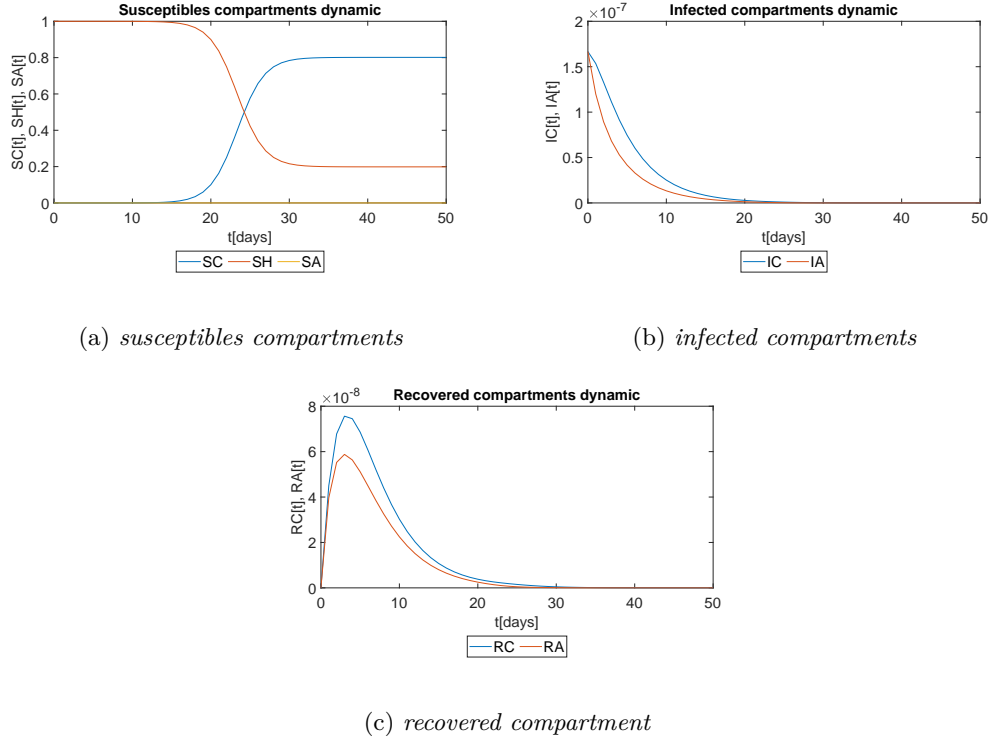 Susceptibles compartments dynamic
SC[t], SH[t], SA[t]
1
0.8
0.6
0.4
0.2
0
0 10 20 30 40 50
t[days]
SC SH SA
(a) susceptibles compartments
Infected compartments dynamic
×10-7
IC[t], IA[t]
2
1.5
1
0.5
0
0 10 20 30 40 50
t[days]
IC IA
(b) infected compartments
Recovered compartments dynamic
×10-8
RC[t], RA[t]
8
6
4
2
0
0 10 20 30 40 50
t[days]
RC RA
(c) recovered compartment